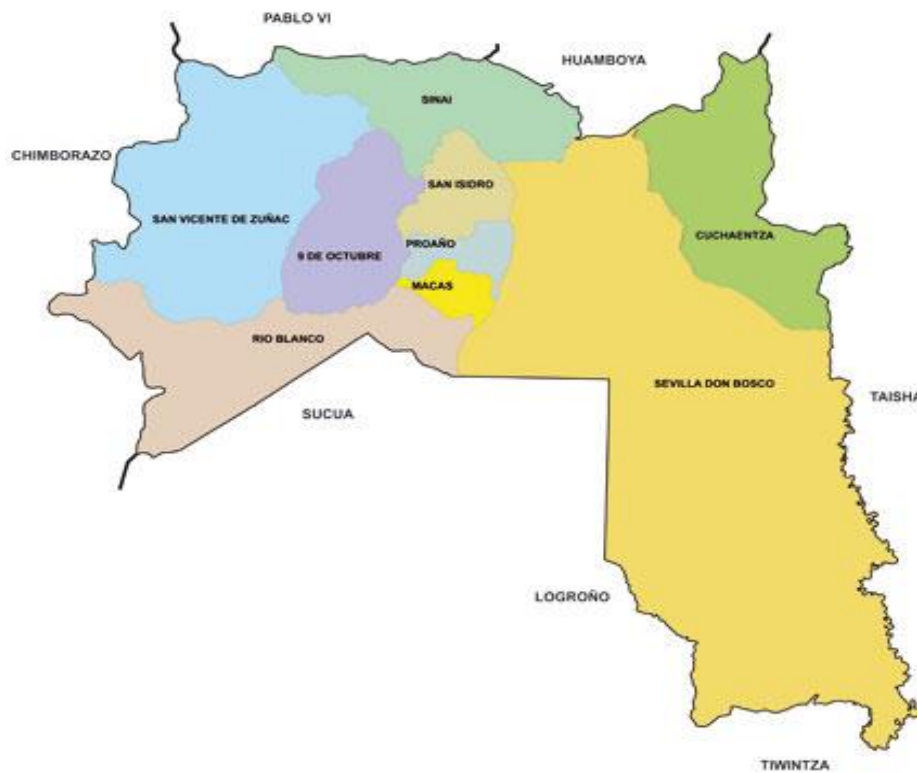 PABLO VI
HUAMBOYA
SINAI
CHIMBORAZO
SAN ISIDRO
SAN VICENTE DE ZUÑAC
CUCHAENTZA
PROAÑO
9 DE OCTUBRE
MACAS
RIO BLANCO
SEVILLA DON BOSCO
TAISHA
SUCUA
LOGROÑO
TIWINTZA